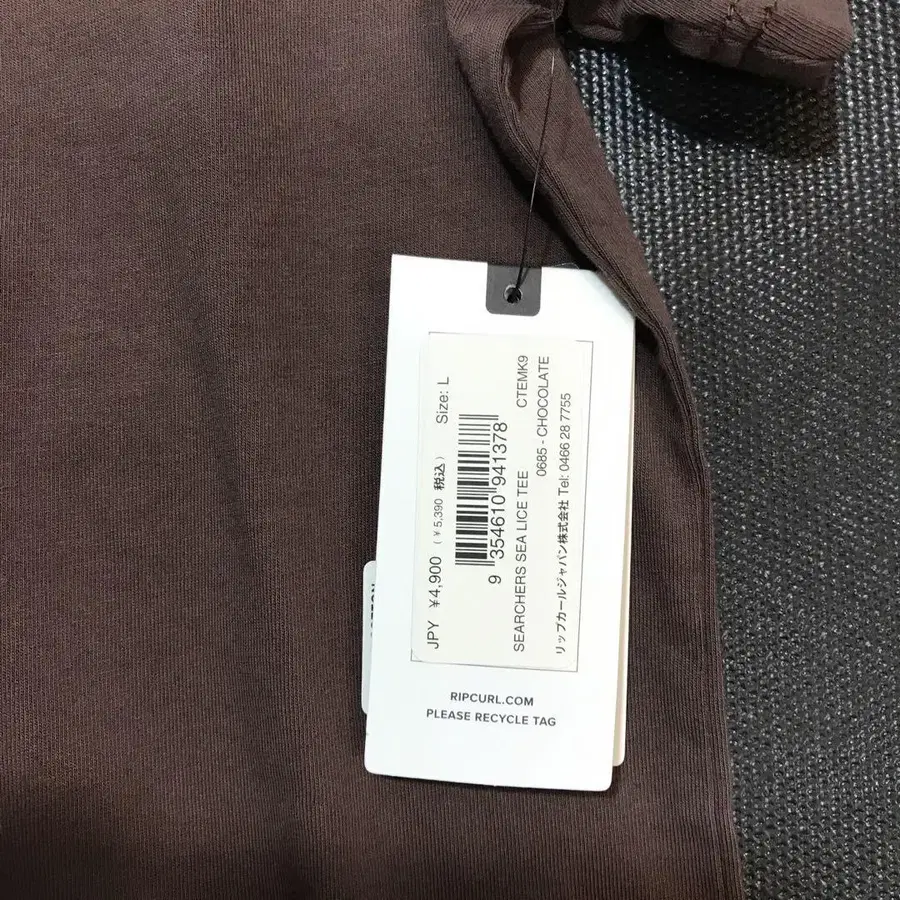 JPY ¥4,900 (¥5,390 税込) Size: L
9 354610 941378
SEARCHERS SEA LICE TEE CTEMK9
0685 - CHOCOLATE
リップカールジャパン株式会社 Tel: 0466 28 7755
RIPCURL.COM
PLEASE RECYCLE TAG